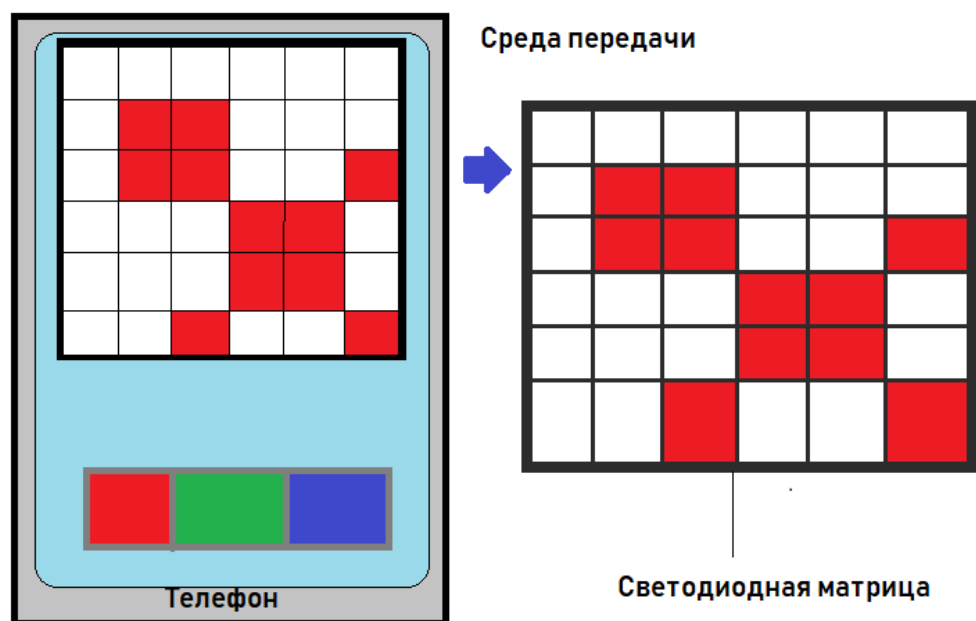 Среда передачи
Телефон
Светодиодная матрица